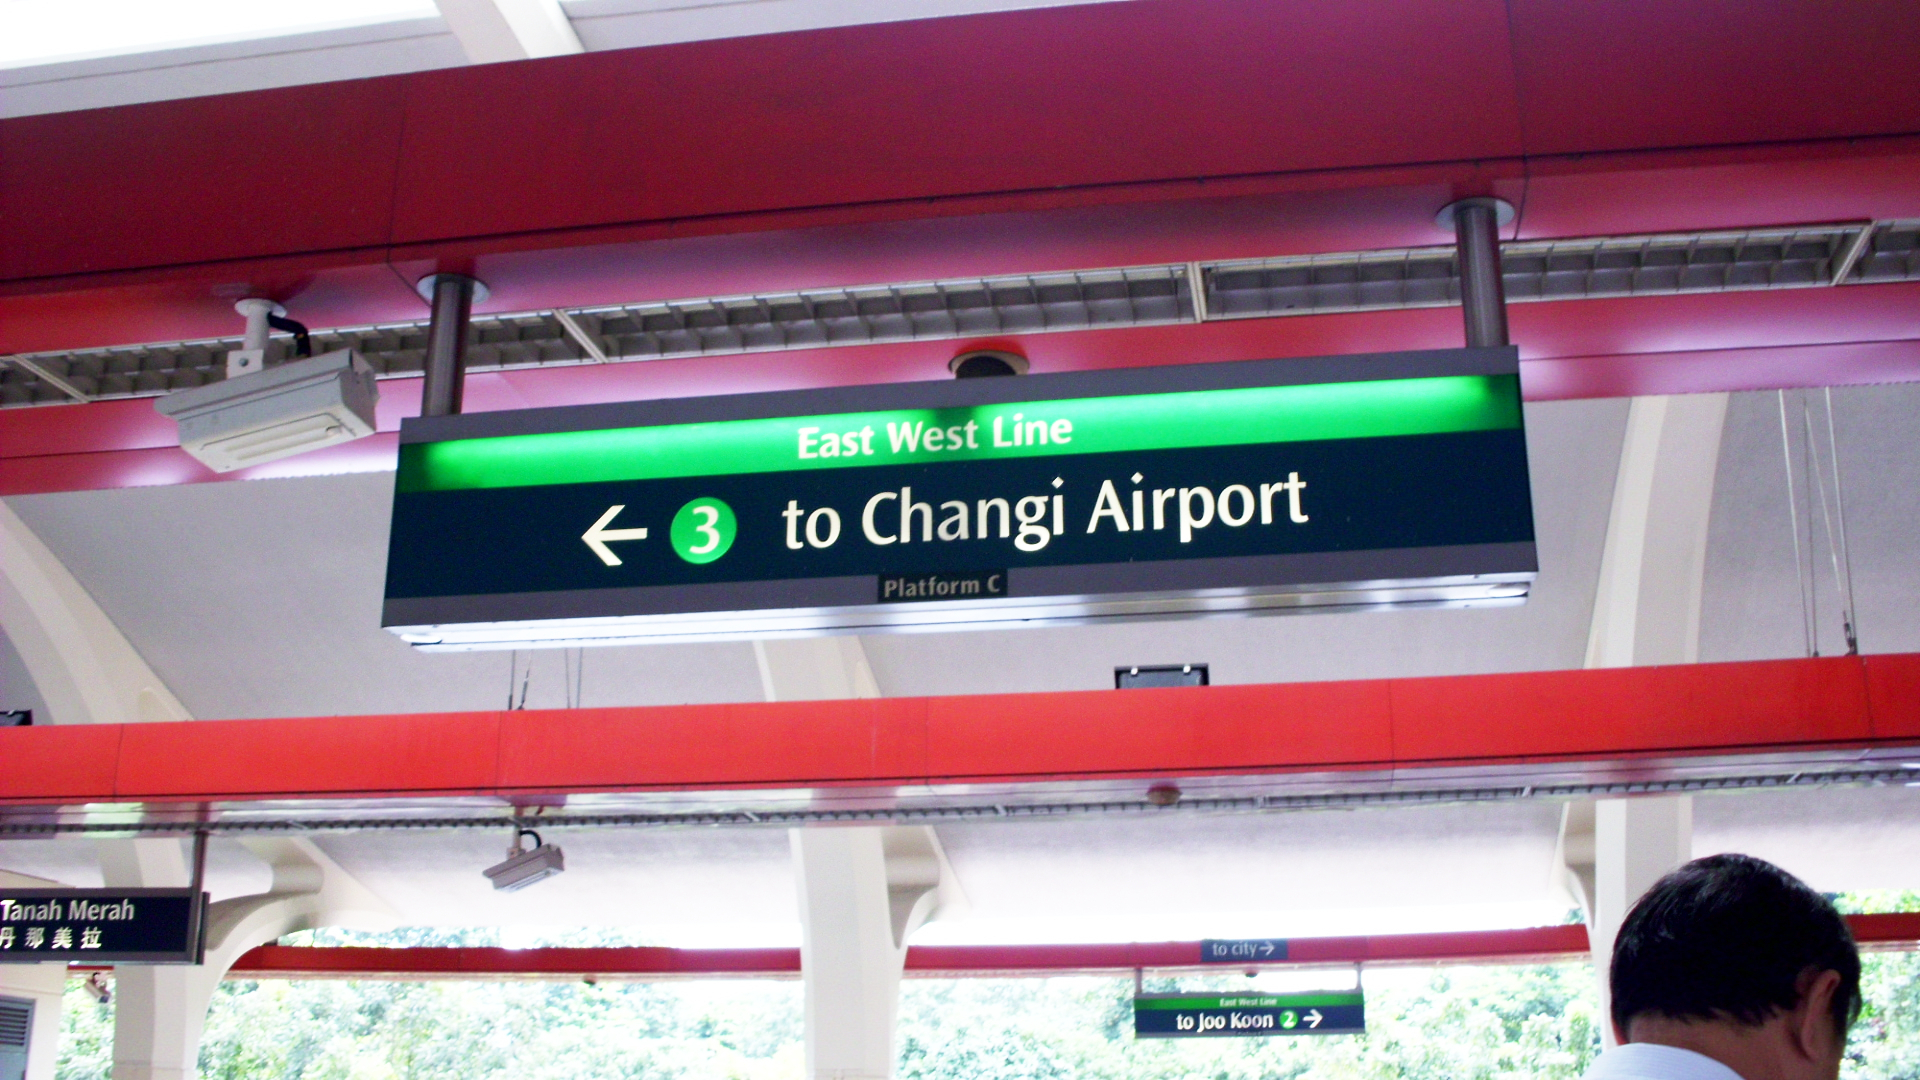 East West Line
← 3 to Changi Airport
Platform C
Tanah Merah
丹那美拉
to city →
East West Line
to Joo Koon 2 →